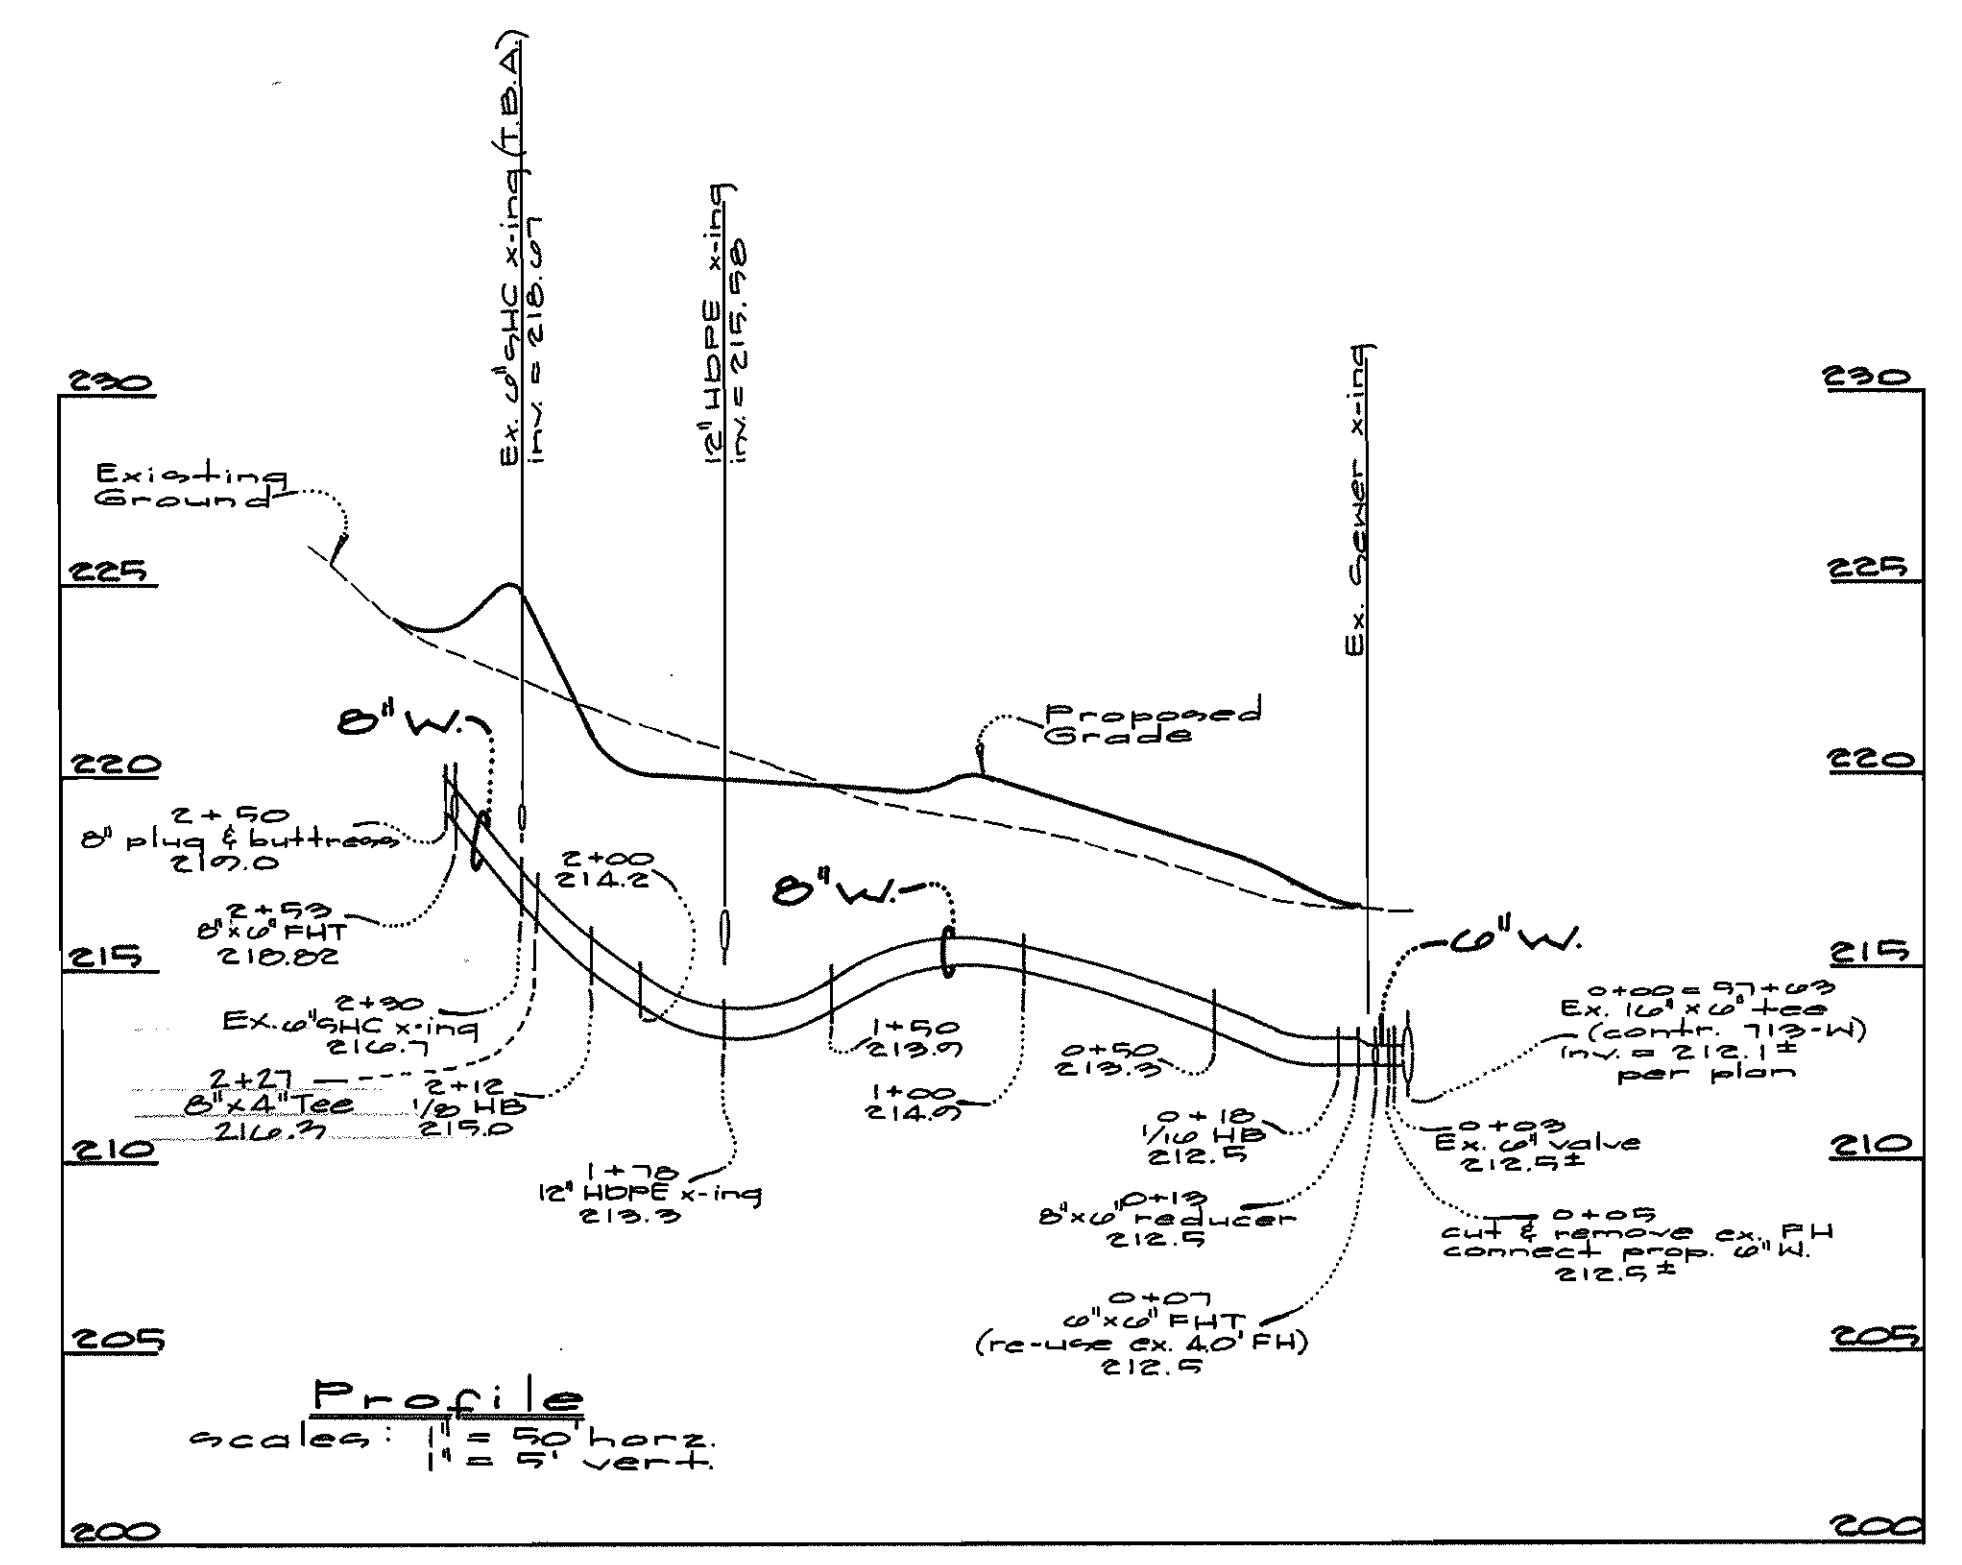 Ex. 6" SHC x-ing (T.B.A.)
inv. = 218.67
12" HDPE x-ing
inv. = 215.58
Ex. Sewer x-ing
230
230
Existing
Ground
225
225
8" W.
Proposed
Grade
220
220
2+50
8" plug & buttress
219.0
2+00
214.2
8" W.
2+53
8"x6" FHT
218.82
6" W.
215
215
2+30
Ex. 6" SHC x-ing
216.7
0+00 = 57+63
Ex. 16" x 6" tee
(contr. 713-W)
inv. = 212.1±
per plan
1+50
213.9
0+50
213.3
2+27
8"x4" Tee
216.3
2+12
1/8 HB
215.0
1+00
214.9
0+18
1/16 HB
212.5
0+03
Ex. 6" valve
212.5±
210
210
1+78
12" HDPE x-ing
213.3
0+13
8"x6" reducer
212.5
0+05
cut & remove ex. FH
connect prop. 6" W.
212.5±
0+07
6"x6" FHT
(re-use ex. 4.0' FH)
212.5
205
205
Profile
scales: 1" = 50' horz.
1" = 5' vert.
200
200